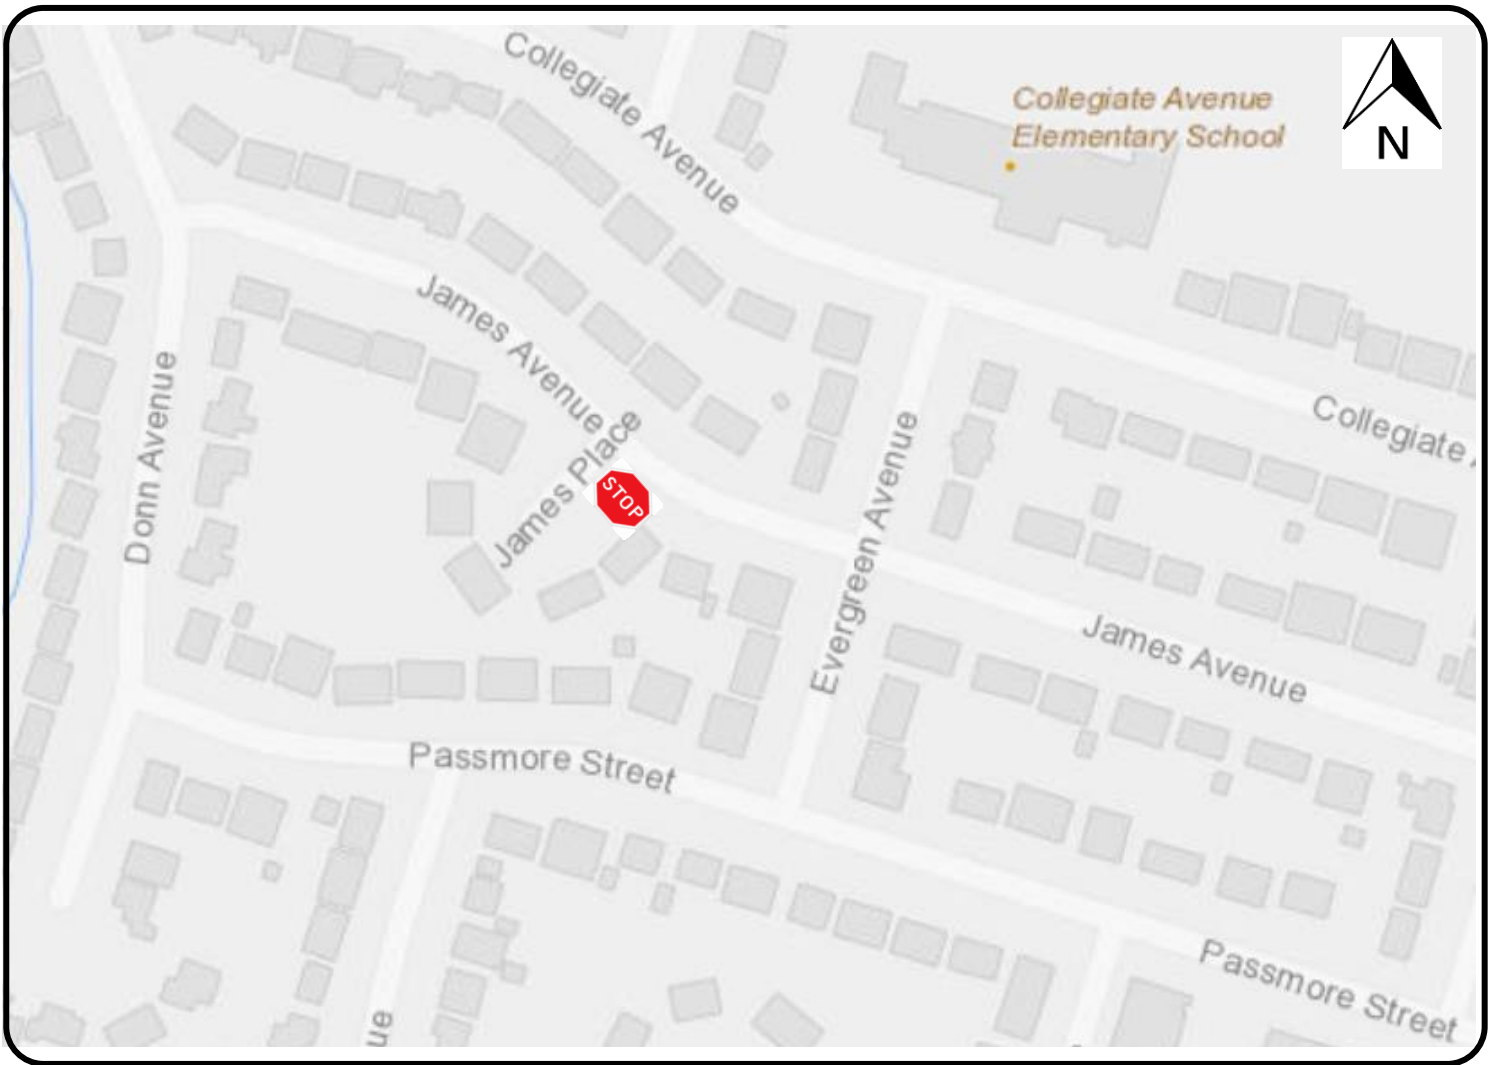 Collegiate Avenue
Collegiate Avenue
Elementary School
N
James Avenue
James Place
STOP
Donn Avenue
Evergreen Avenue
Collegiate
James Avenue
Passmore Street
Passmore Street
ue